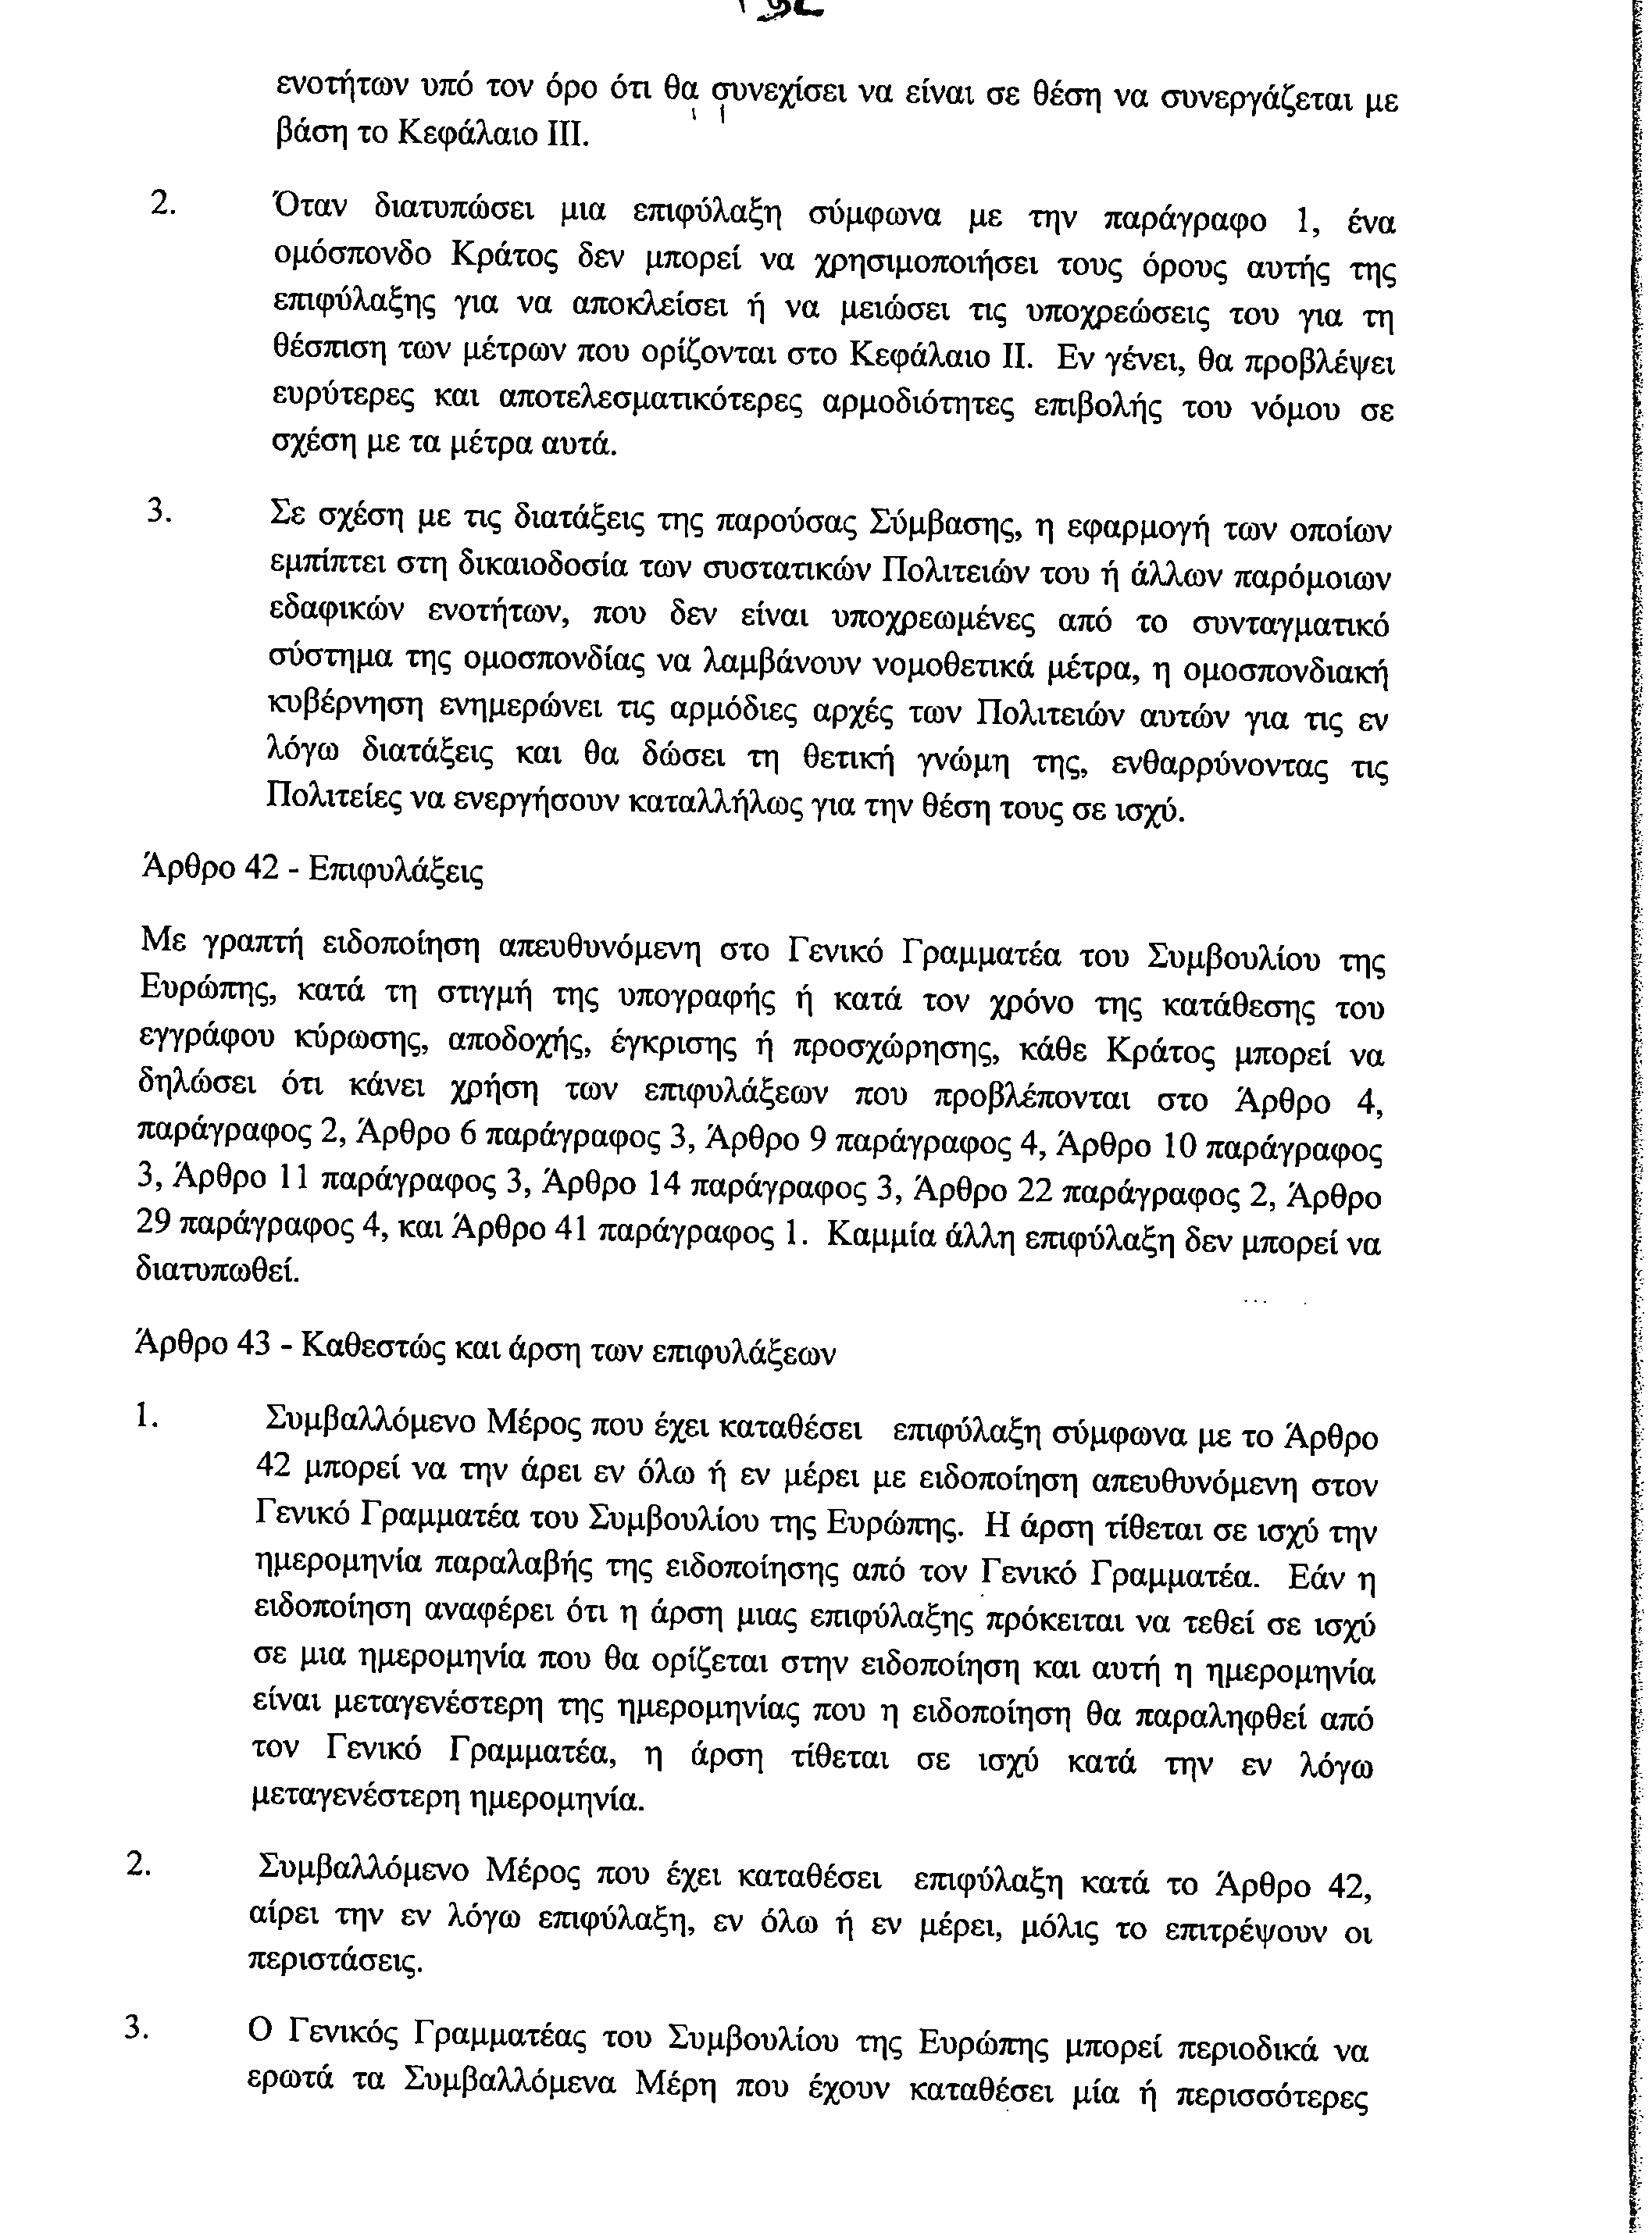 ενοτήτων υπό τον όρο ότι θα συνεχίσει να είναι σε θέση να συνεργάζεται με
βάση το Κεφάλαιο ΙΙΙ.
2. Όταν διατυπώσει μια επιφύλαξη σύμφωνα με την παράγραφο 1, ένα
ομόσπονδο Κράτος δεν μπορεί να χρησιμοποιήσει τους όρους αυτής της
επιφύλαξης για να αποκλείσει ή να μειώσει τις υποχρεώσεις του για τη
θέσπιση των μέτρων που ορίζονται στο Κεφάλαιο ΙΙ. Εν γένει, θα προβλέψει
ευρύτερες και αποτελεσματικότερες αρμοδιότητες επιβολής του νόμου σε
σχέση με τα μέτρα αυτά.
3. Σε σχέση με τις διατάξεις της παρούσας Σύμβασης, η εφαρμογή των οποίων
εμπίπτει στη δικαιοδοσία των συστατικών Πολιτειών του ή άλλων παρόμοιων
εδαφικών ενοτήτων, που δεν είναι υποχρεωμένες από το συνταγματικό
σύστημα της ομοσπονδίας να λαμβάνουν νομοθετικά μέτρα, η ομοσπονδιακή
κυβέρνηση ενημερώνει τις αρμόδιες αρχές των Πολιτειών αυτών για τις εν
λόγω διατάξεις και θα δώσει τη θετική γνώμη της, ενθαρρύνοντας τις
Πολιτείες να ενεργήσουν καταλλήλως για την θέση τους σε ισχύ.
Άρθρο 42 - Επιφυλάξεις
Με γραπτή ειδοποίηση απευθυνόμενη στο Γενικό Γραμματέα του Συμβουλίου της
Ευρώπης, κατά τη στιγμή της υπογραφής ή κατά τον χρόνο της κατάθεσης του
εγγράφου κύρωσης, αποδοχής, έγκρισης ή προσχώρησης, κάθε Κράτος μπορεί να
δηλώσει ότι κάνει χρήση των επιφυλάξεων που προβλέπονται στο Άρθρο 4,
παράγραφος 2, Άρθρο 6 παράγραφος 3, Άρθρο 9 παράγραφος 4, Άρθρο 10 παράγραφος
3, Άρθρο 11 παράγραφος 3, Άρθρο 14 παράγραφος 3, Άρθρο 22 παράγραφος 2, Άρθρο
29 παράγραφος 4, και Άρθρο 41 παράγραφος 1. Καμμία άλλη επιφύλαξη δεν μπορεί να
διατυπωθεί.
Άρθρο 43 - Καθεστώς και άρση των επιφυλάξεων
1. Συμβαλλόμενο Μέρος που έχει καταθέσει επιφύλαξη σύμφωνα με το Άρθρο
42 μπορεί να την άρει εν όλω ή εν μέρει με ειδοποίηση απευθυνόμενη στον
Γενικό Γραμματέα του Συμβουλίου της Ευρώπης. Η άρση τίθεται σε ισχύ την
ημερομηνία παραλαβής της ειδοποίησης από τον Γενικό Γραμματέα. Εάν η
ειδοποίηση αναφέρει ότι η άρση μιας επιφύλαξης πρόκειται να τεθεί σε ισχύ
σε μια ημερομηνία που θα ορίζεται στην ειδοποίηση και αυτή η ημερομηνία
είναι μεταγενέστερη της ημερομηνίας που η ειδοποίηση θα παραληφθεί από
τον Γενικό Γραμματέα, η άρση τίθεται σε ισχύ κατά την εν λόγω
μεταγενέστερη ημερομηνία.
2. Συμβαλλόμενο Μέρος που έχει καταθέσει επιφύλαξη κατά το Άρθρο 42,
αίρει την εν λόγω επιφύλαξη, εν όλω ή εν μέρει, μόλις το επιτρέψουν οι
περιστάσεις.
3. Ο Γενικός Γραμματέας του Συμβουλίου της Ευρώπης μπορεί περιοδικά να
ερωτά τα Συμβαλλόμενα Μέρη που έχουν καταθέσει μία ή περισσότερες